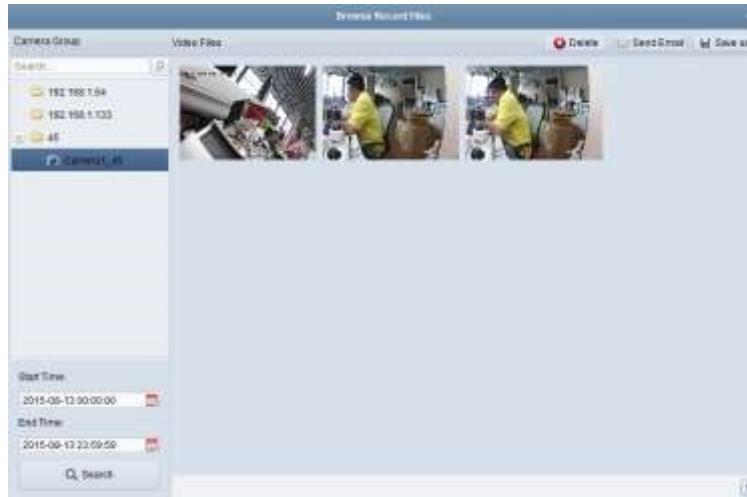 Browse Record Files
Camera Group
Video Files
Delete
Send Email
Save as
Search...
192.168.1.64
192.168.1.133
45
Camera1_45
Start Time:
2015-08-13 00:00:00
End Time:
2015-08-13 23:59:59
Search